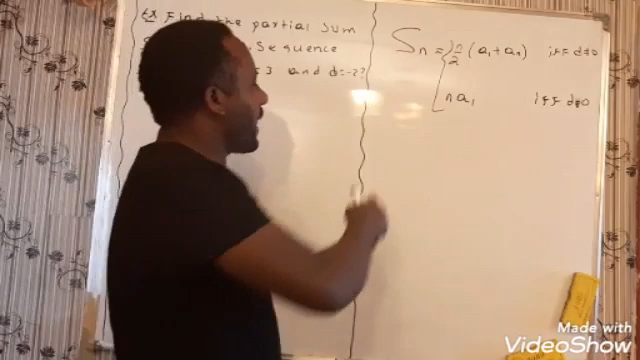 Ex Find the partial sum
Sequence
3 and d=-2?
Sn = n/2 (a1 + an) iff d≠0
na1 iff d=0
Made with
VideoShow